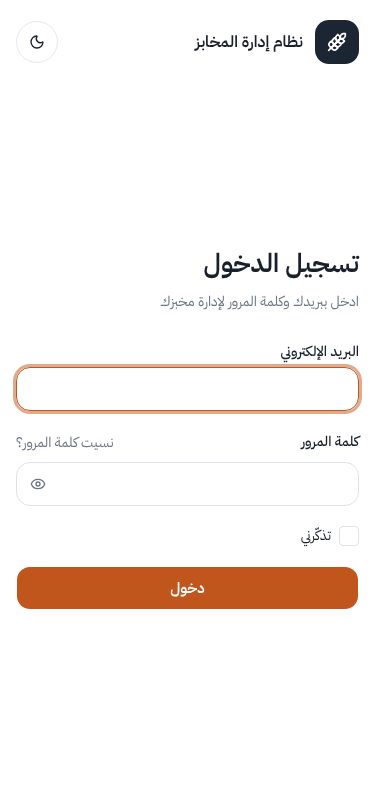 نظام إدارة المخابز
تسجيل الدخول
ادخل ببريدك وكلمة المرور لإدارة مخبزك
البريد الإلكتروني
كلمة المرور
نسيت كلمة المرور؟
تذكّرني
دخول